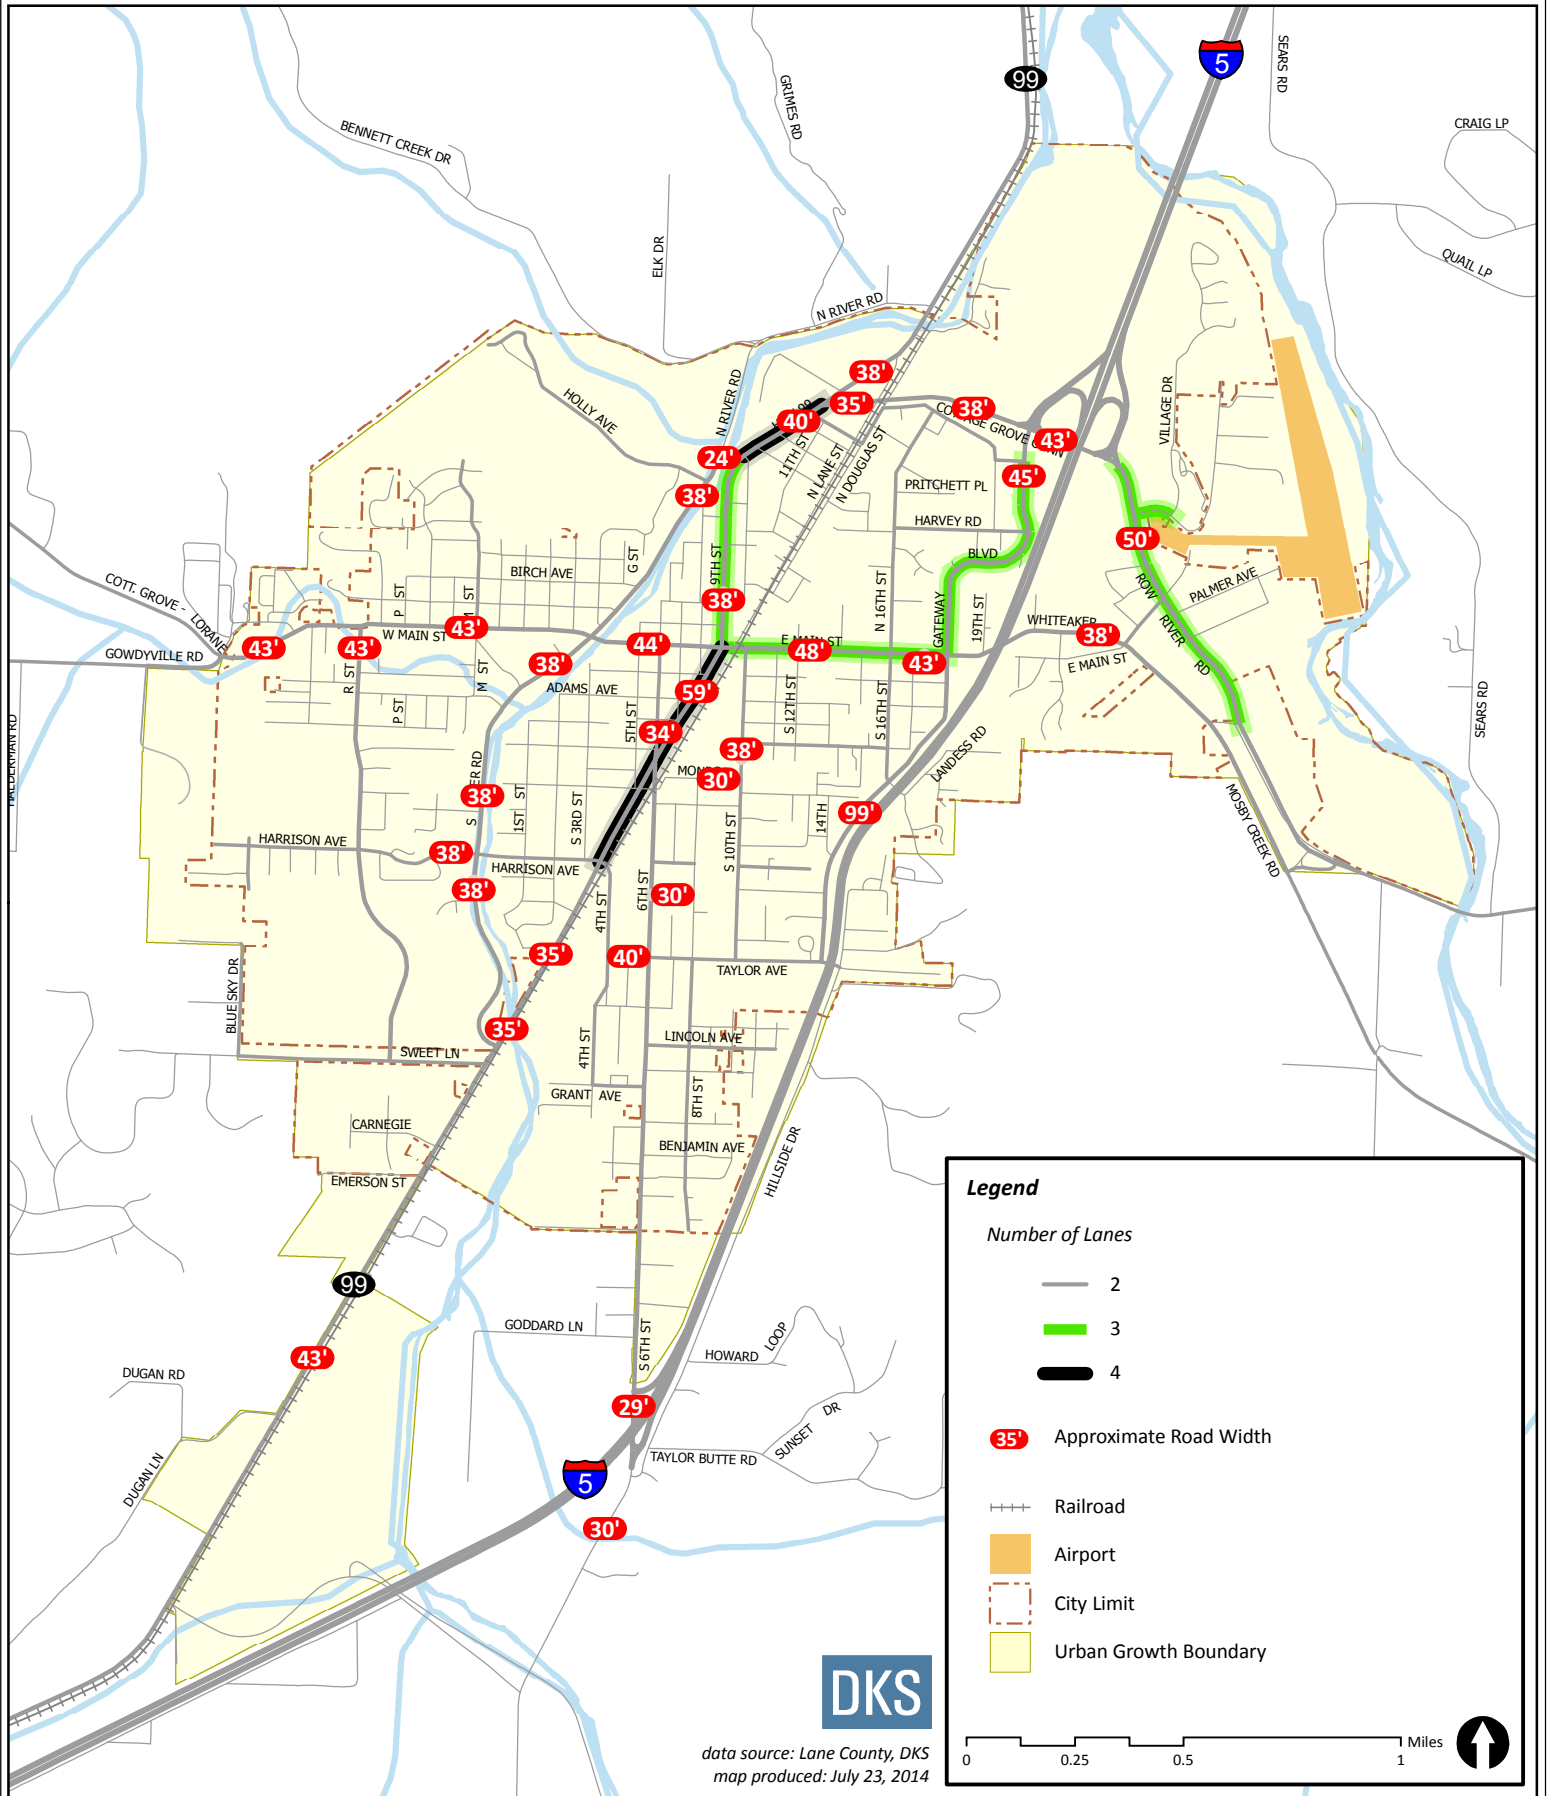 5
SEARS RD
99
GRIMES RD
CRAIG LP
BENNETT CREEK DR
ELK DR
QUAIL LP
N RIVER RD
38'
VILLAGE DR
HOLLY AVE
N RIVER RD
35'
38'
40'
43'
24'
11TH ST
N LANE ST
N DOUGLAS ST
45'
PRITCHETT PL
38'
HARVEY RD
50'
BLVD
9TH ST
G ST
BIRCH AVE
ROW
PALMER AVE
COTT. GROVE -
LORANE
P ST
M ST
38'
N 16TH ST
GATEWAY
19TH ST
WHITEAKER
43'
W MAIN ST
38'
RIVER
43'
43'
44'
E MAIN ST
48'
GOWDYVILLE RD
38'
43'
E MAIN ST
RD
R ST
M ST
ADAMS AVE
59'
P ST
5TH ST
S 12TH ST
S 16TH ST
SEARS RD
34'
38'
30'
LANDESS RD
38'
S
1ST ST
S 3RD ST
14TH
99'
MOSBY CREEK RD
HARRISON AVE
38'
HARRISON AVE
S 10TH ST
38'
6TH ST
30'
4TH ST
35'
40'
TAYLOR AVE
BLUE SKY DR
35'
LINCOLN AVE
SWEET LN
4TH ST
GRANT AVE
8TH ST
CARNEGIE
BENJAMIN AVE
HILLSIDE DR
EMERSON ST
99
GODDARD LN
S 6TH ST
HOWARD
LOOP
43'
DUGAN RD
29'
SUNSET DR
DUGAN LN
TAYLOR BUTTE RD
5
30'
Legend
Number of Lanes
2
3
4
35' Approximate Road Width
Railroad
Airport
City Limit
Urban Growth Boundary
Miles
0 0.25 0.5 1
DKS
data source: Lane County, DKS
map produced: July 23, 2014